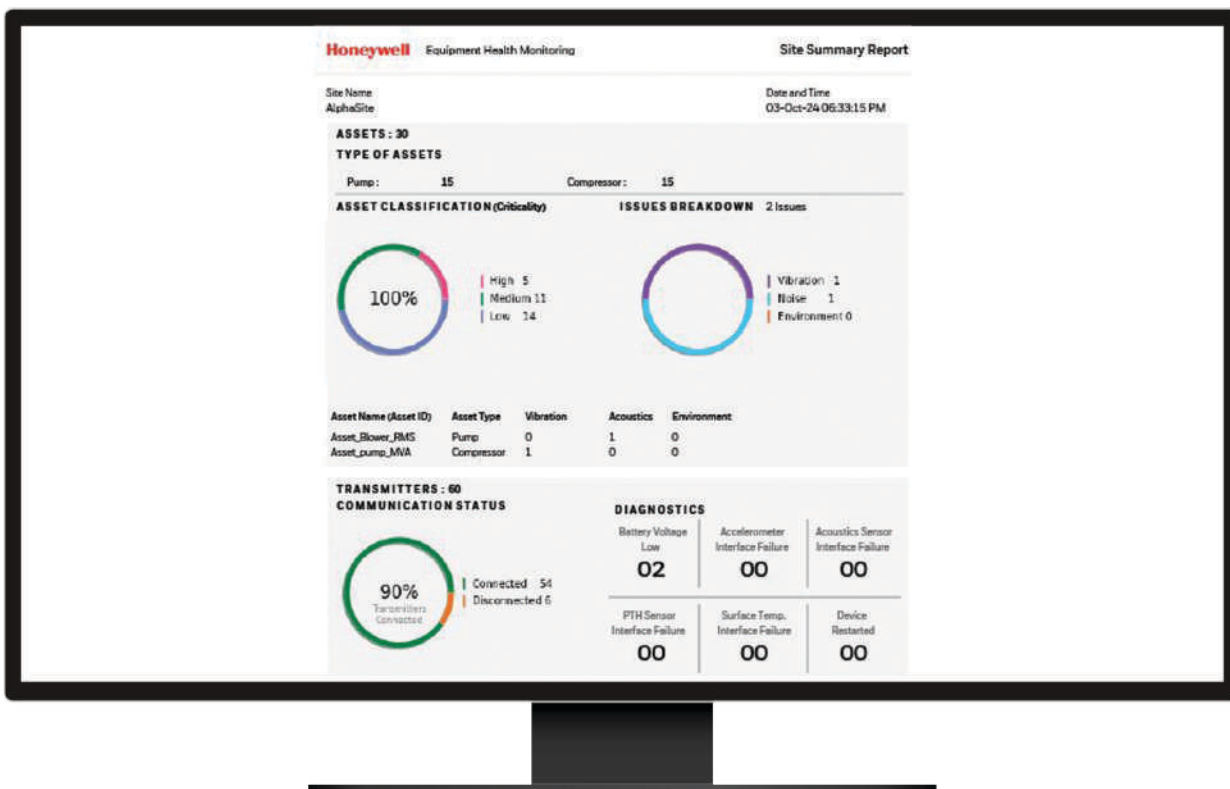 Honeywell Equipment Health Monitoring Site Summary Report
Site Name Date and Time
AlphaSite 03-Oct-24 06:33:15 PM
ASSETS : 30
TYPE OF ASSETS
Pump : 15 Compressor : 15
ASSET CLASSIFICATION (Criticality) ISSUES BREAKDOWN 2 Issues
100%
High 5
Medium 11
Low 14
Vibration 1
Noise 1
Environment 0
Asset Name (Asset ID) Asset Type Vibration Acoustics Environment
Asset_Blower_RMS Pump 0 1 0
Asset_pump_MVA Compressor 1 0 0
TRANSMITTERS : 60
COMMUNICATION STATUS
90%
Transmitters
Connected
Connected 54
Disconnected 6
DIAGNOSTICS
Battery Voltage
Low
02
Accelerometer
Interface Failure
00
Acoustics Sensor
Interface Failure
00
PTH Sensor
Interface Failure
00
Surface Temp.
Interface Failure
00
Device
Restarted
00